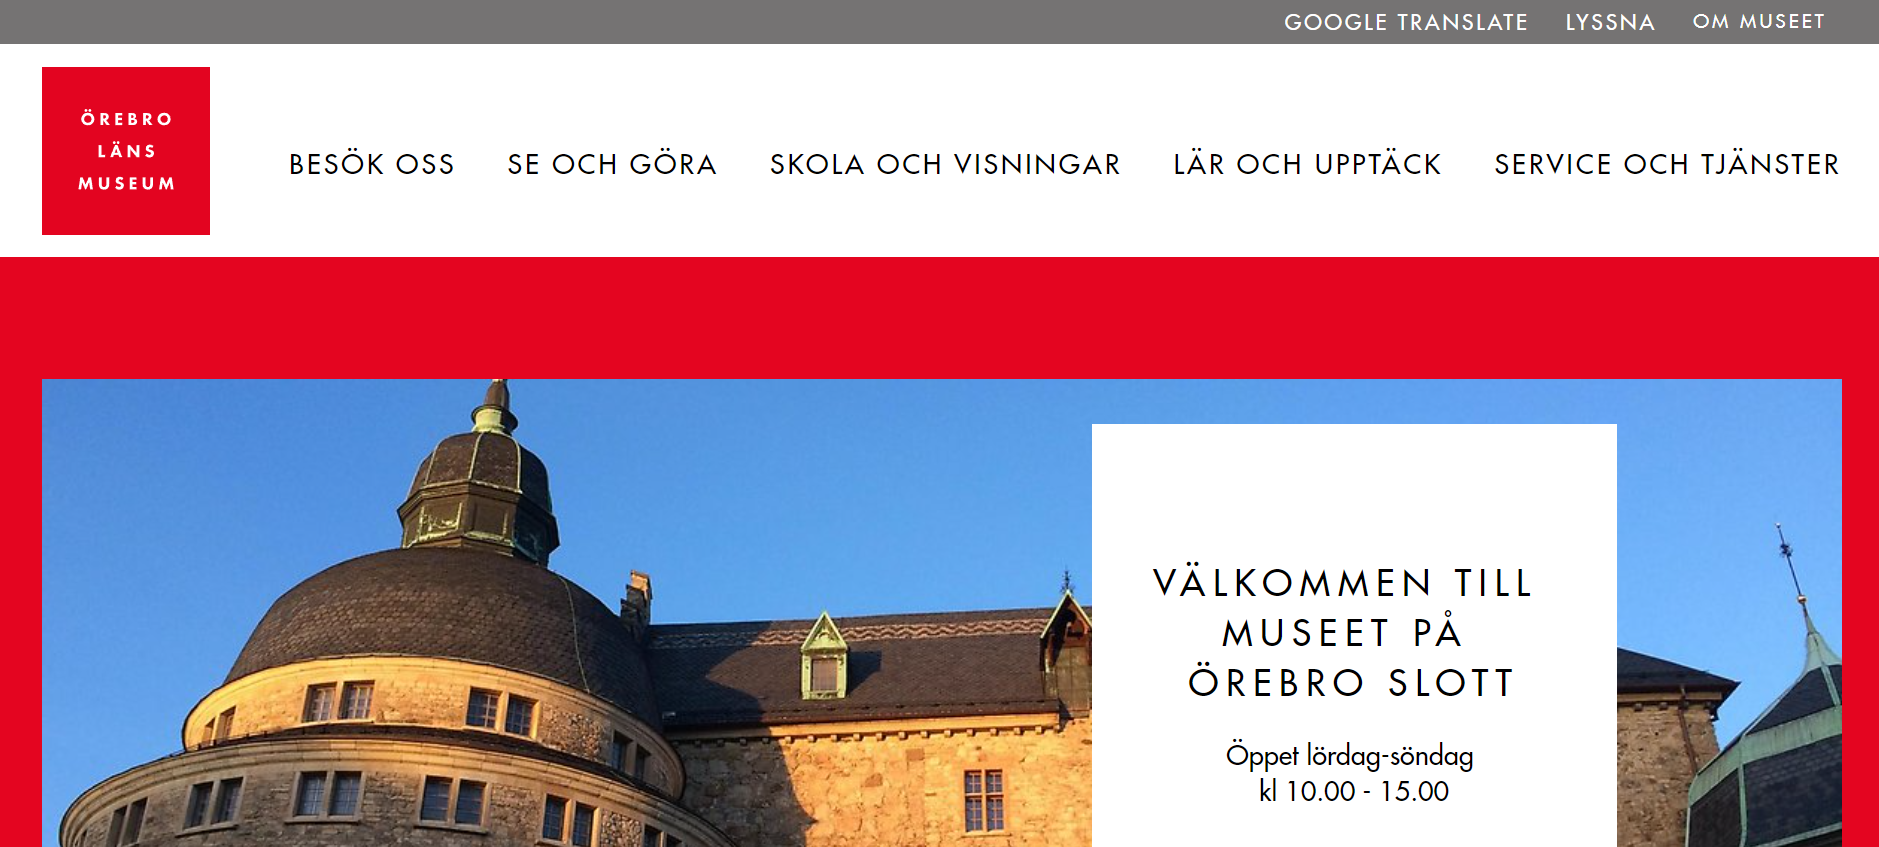 GOOGLE TRANSLATE LYSSNA OM MUSEET
ÖREBRO
LÄNS
MUSEUM
BESÖK OSS SE OCH GÖRA SKOLA OCH VISNINGAR LÄR OCH UPPTÄCK SERVICE OCH TJÄNSTER
VÄLKOMMEN TILL
MUSEET PÅ
ÖREBRO SLOTT
Öppet lördag-söndag
kl 10.00 - 15.00